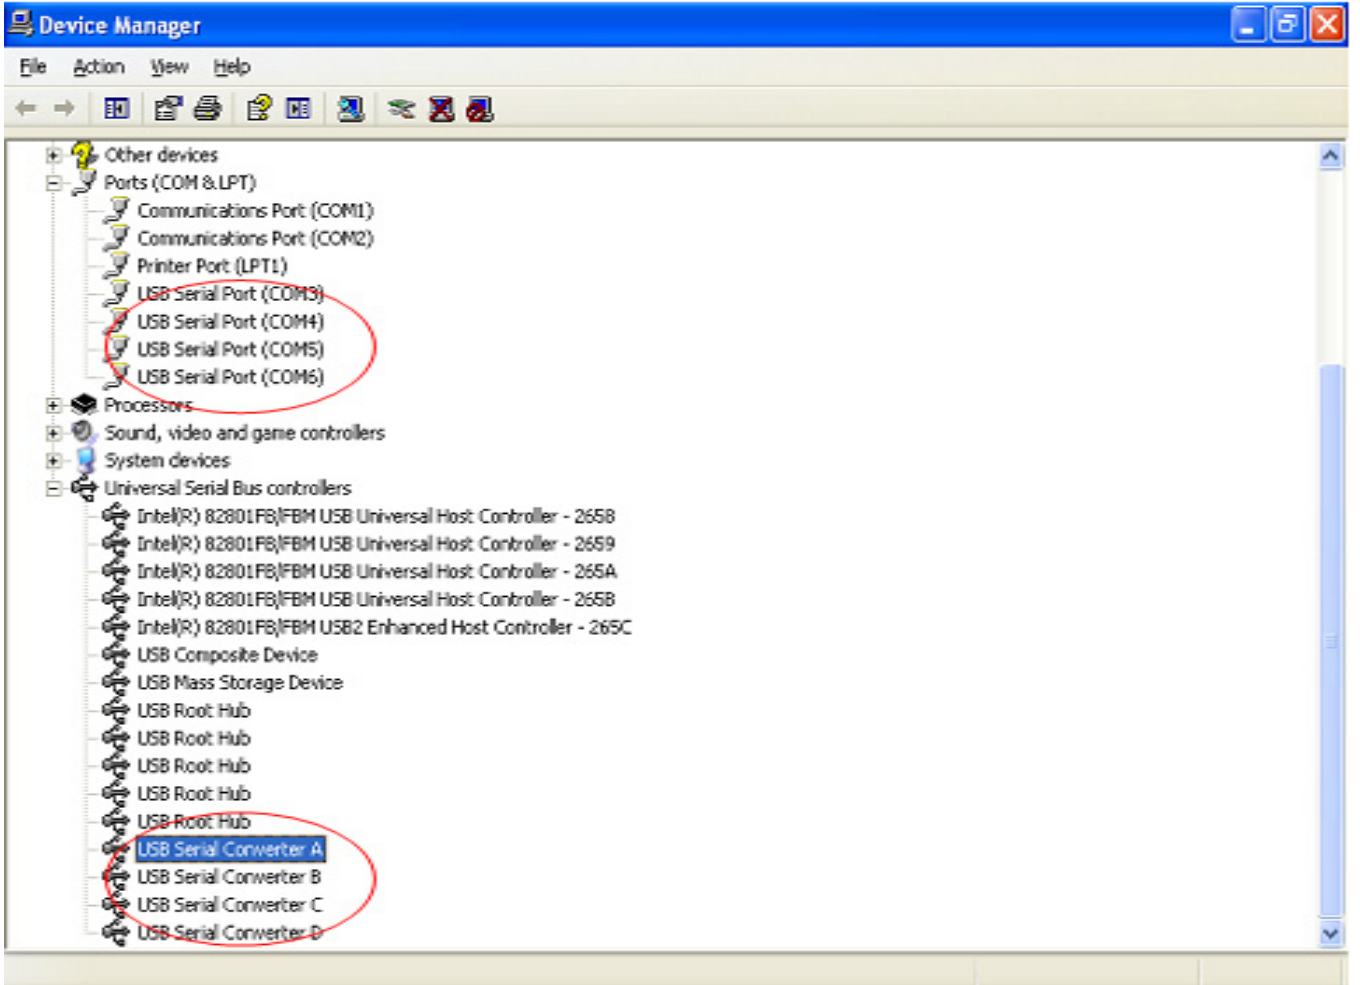 Device Manager
File Action View Help
Other devices
Ports (COM & LPT)
Communications Port (COM1)
Communications Port (COM2)
Printer Port (LPT1)
USB Serial Port (COM3)
USB Serial Port (COM4)
USB Serial Port (COM5)
USB Serial Port (COM6)
Processors
Sound, video and game controllers
System devices
Universal Serial Bus controllers
Intel(R) 82801FB/FBM USB Universal Host Controller - 2658
Intel(R) 82801FB/FBM USB Universal Host Controller - 2659
Intel(R) 82801FB/FBM USB Universal Host Controller - 265A
Intel(R) 82801FB/FBM USB Universal Host Controller - 265B
Intel(R) 82801FB/FBM USB2 Enhanced Host Controller - 265C
USB Composite Device
USB Mass Storage Device
USB Root Hub
USB Root Hub
USB Root Hub
USB Root Hub
USB Root Hub
USB Serial Converter A
USB Serial Converter B
USB Serial Converter C
USB Serial Converter D